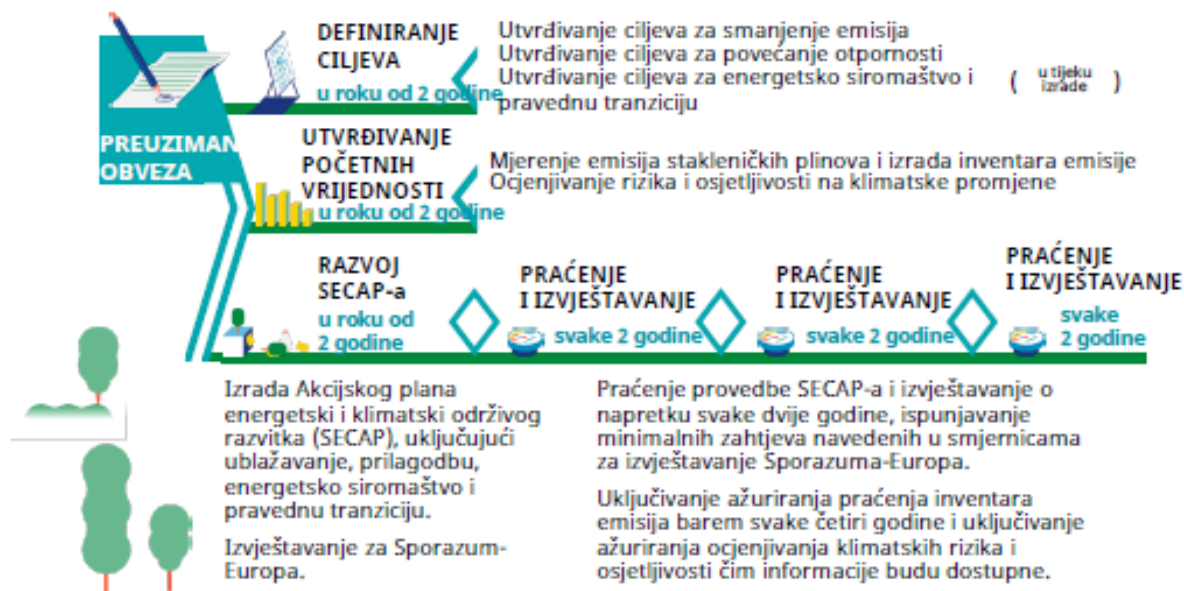 DEFINIRANJE
CILJEVA
u roku od 2 godine
Utvrđivanje ciljeva za smanjenje emisija
Utvrđivanje ciljeva za povećanje otpornosti
Utvrđivanje ciljeva za energetsko siromaštvo i
pravednu tranziciju
( u tijeku
izrade )
PREUZIMAN
OBVEZA
UTVRĐIVANJE
POČETNIH
VRIJEDNOSTI
u roku od 2 godine
Mjerenje emisija stakleničkih plinova i izrada inventara emisije
Ocjenjivanje rizika i osjetljivosti na klimatske promjene
RAZVOJ
SECAP-a
u roku od
2 godine
PRAĆENJE
I IZVJEŠTAVANJE
svake 2 godine
PRAĆENJE
I IZVJEŠTAVANJE
svake 2 godine
PRAĆENJE
I IZVJEŠTAVANJE
svake
2 godine
Izrada Akcijskog plana
energetski i klimatski održivog
razvitka (SECAP), uključujući
ublažavanje, prilagodbu,
energetsko siromaštvo i
pravednu tranziciju.
Izvještavanje za Sporazum-
Europa.
Praćenje provedbe SECAP-a i izvještavanje o
napretku svake dvije godine, ispunjavanje
minimalnih zahtjeva navedenih u smjernicama
za izvještavanje Sporazuma-Europa.
Uključivanje ažuriranja praćenja inventara
emisija barem svake četiri godine i uključivanje
ažuriranja ocjenjivanja klimatskih rizika i
osjetljivosti čim informacije budu dostupne.